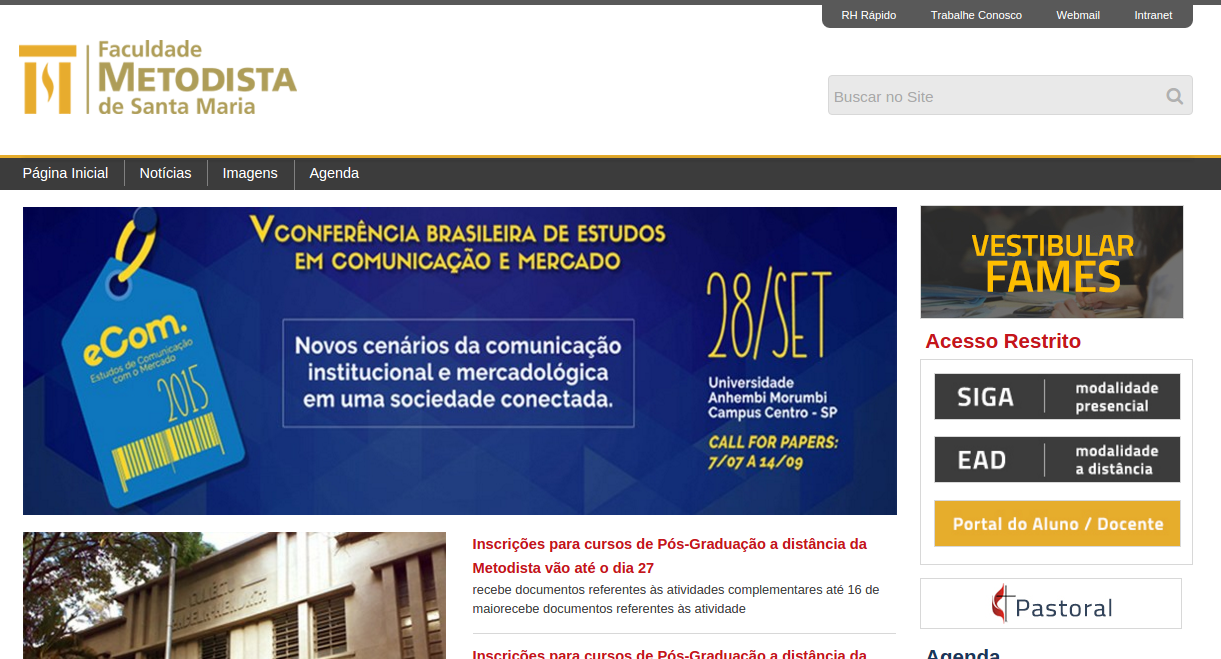 RH Rápido Trabalhe Conosco Webmail Intranet
Faculdade
METODISTA
de Santa Maria
Buscar no Site
Página Inicial Notícias Imagens Agenda
V CONFERÊNCIA BRASILEIRA DE ESTUDOS
EM COMUNICAÇÃO E MERCADO
eCom.
Estudos de Comunicação
com o Mercado
2015
Novos cenários da comunicação
institucional e mercadológica
em uma sociedade conectada.
28/SET
Universidade
Anhembi Morumbi
Campus Centro - SP
CALL FOR PAPERS:
7/07 A 14/09
VESTIBULAR
FAMES
Acesso Restrito
SIGA modalidade
presencial
EAD modalidade
a distância
Portal do Aluno / Docente
Pastoral
Agenda
Inscrições para cursos de Pós-Graduação a distância da
Metodista vão até o dia 27
recebe documentos referentes às atividades complementares até 16 de
maiorecebe documentos referentes às atividade
Inscrições para cursos de Pós-Graduação a distância da